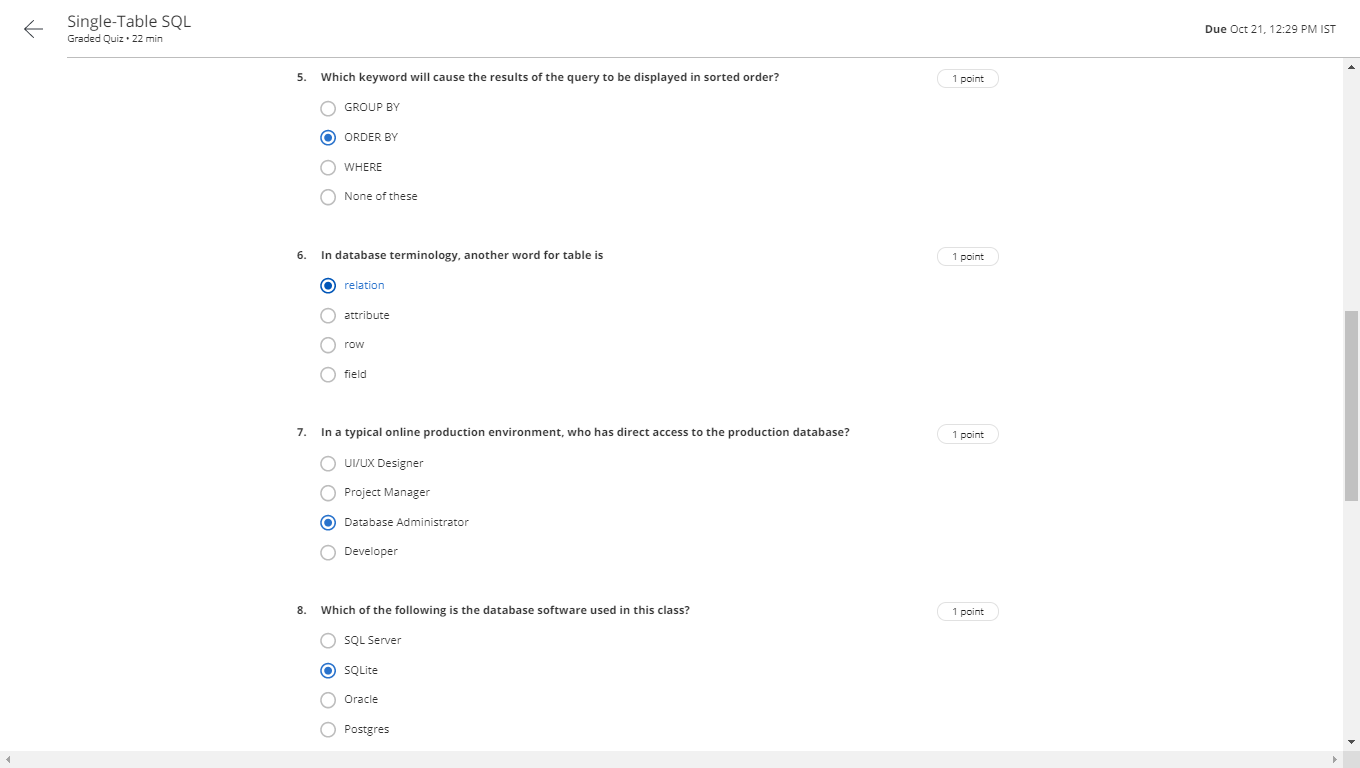 Single-Table SQL
Graded Quiz • 22 min
Due Oct 21, 12:29 PM IST
5. Which keyword will cause the results of the query to be displayed in sorted order?
1 point
GROUP BY
ORDER BY
WHERE
None of these
6. In database terminology, another word for table is
1 point
relation
attribute
row
field
7. In a typical online production environment, who has direct access to the production database?
1 point
UI/UX Designer
Project Manager
Database Administrator
Developer
8. Which of the following is the database software used in this class?
1 point
SQL Server
SQLite
Oracle
Postgres